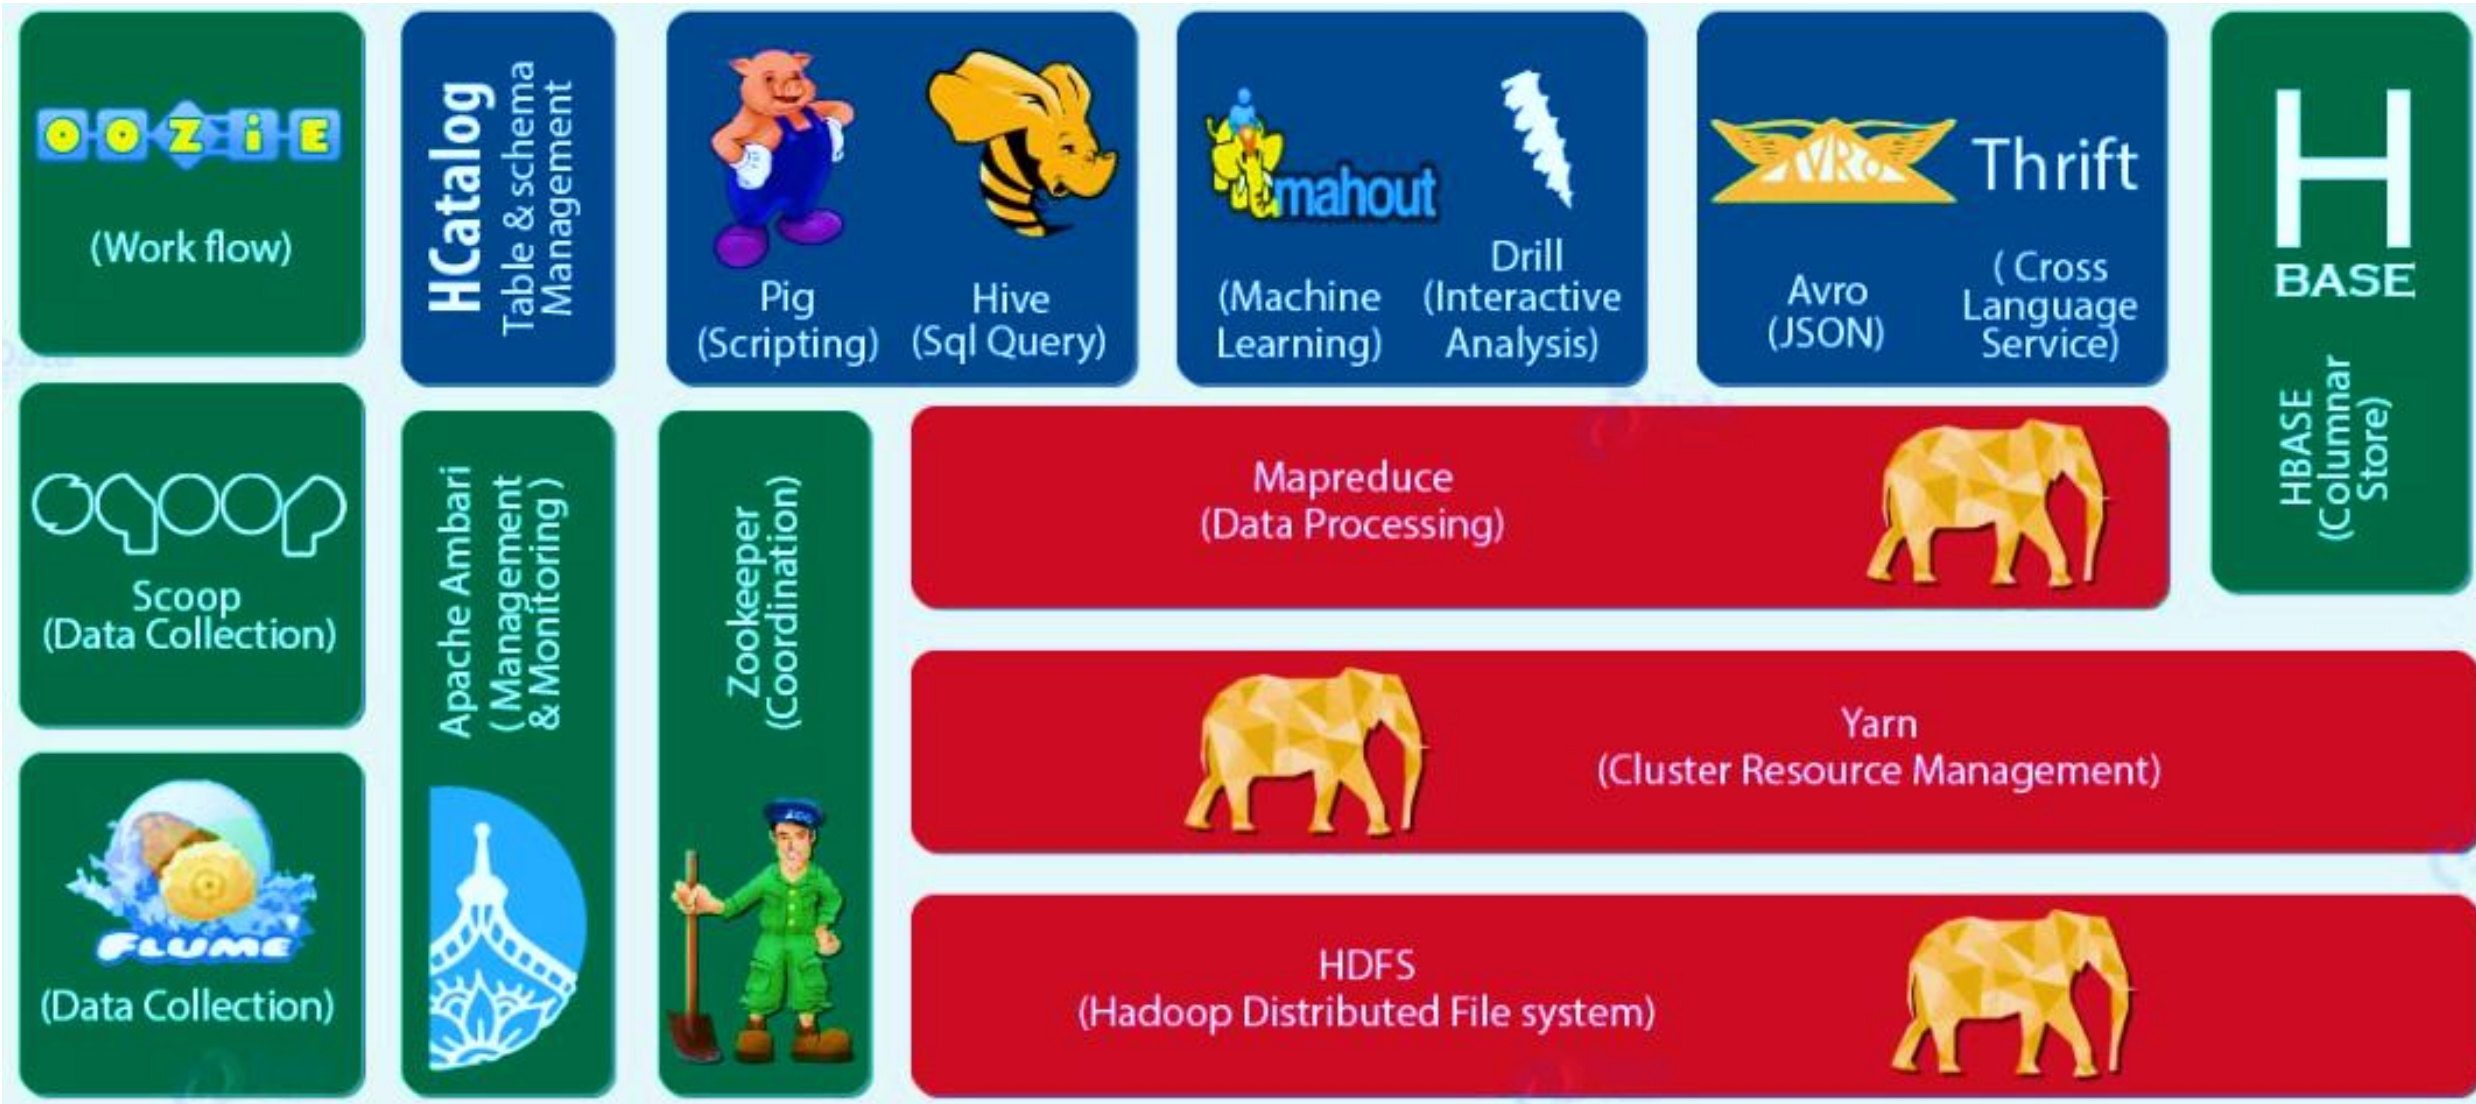 OOZiE
(Work flow)
HCatalog
Table & schema
Management
Pig
(Scripting)
Hive
(Sql Query)
mahout
(Machine
Learning)
Drill
(Interactive
Analysis)
AVRO
Avro
(JSON)
Thrift
( Cross
Language
Service)
H
BASE
HBASE
(Columnar
Store)
sqoop
Scoop
(Data Collection)
Apache Ambari
( Management
& Monitoring )
Zookeeper
(Coordination)
Mapreduce
(Data Processing)
Yarn
(Cluster Resource Management)
FLUME
(Data Collection)
HDFS
(Hadoop Distributed File system)